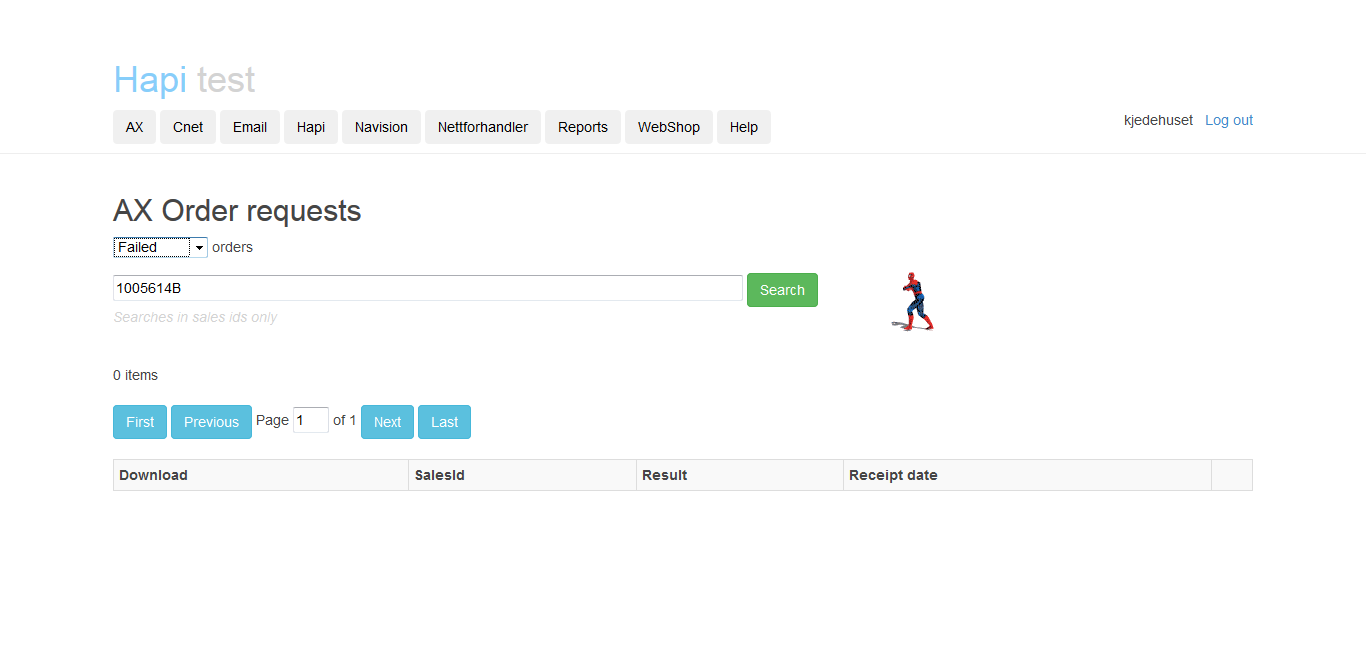 Hapi test
AX Cnet Email Hapi Navision Nettforhandler Reports WebShop Help
kjedehuset Log out
AX Order requests
Failed orders
1005614B Search
Searches in sales ids only
0 items
First Previous Page 1 of 1 Next Last
Download SalesId Result Receipt date